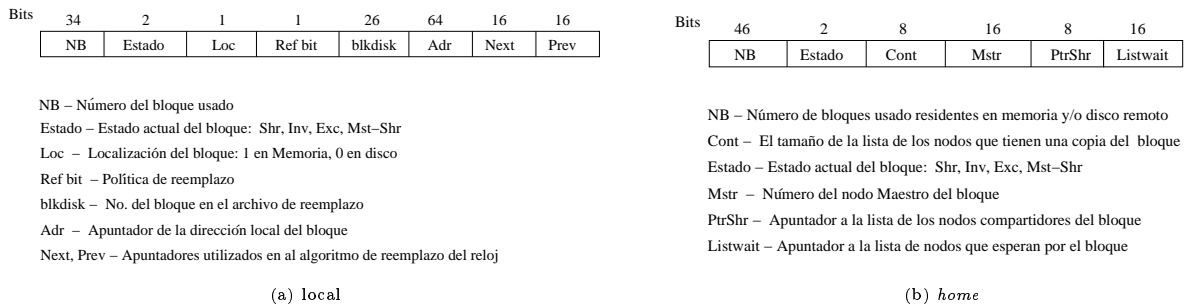 Bits 34 2 1 1 26 64 16 16
NB Estado Loc Ref bit blkdisk Adr Next Prev
NB – Número del bloque usado
Estado – Estado actual del bloque: Shr, Inv, Exc, Mst–Shr
Loc – Localización del bloque: 1 en Memoria, 0 en disco
Ref bit – Política de reemplazo
blkdisk – No. del bloque en el archivo de reemplazo
Adr – Apuntador de la dirección local del bloque
Next, Prev – Apuntadores utilizados en al algoritmo de reemplazo del reloj
(a) local
Bits 46 2 8 16 8 16
NB Estado Cont Mstr PtrShr Listwait
NB – Número de bloques usado residentes en memoria y/o disco remoto
Cont – El tamaño de la lista de los nodos que tienen una copia del bloque
Estado – Estado actual del bloque: Shr, Inv, Exc, Mst–Shr
Mstr – Número del nodo Maestro del bloque
PtrShr – Apuntador a la lista de los nodos compartidores del bloque
Listwait – Apuntador a la lista de nodos que esperan por el bloque
(b) home